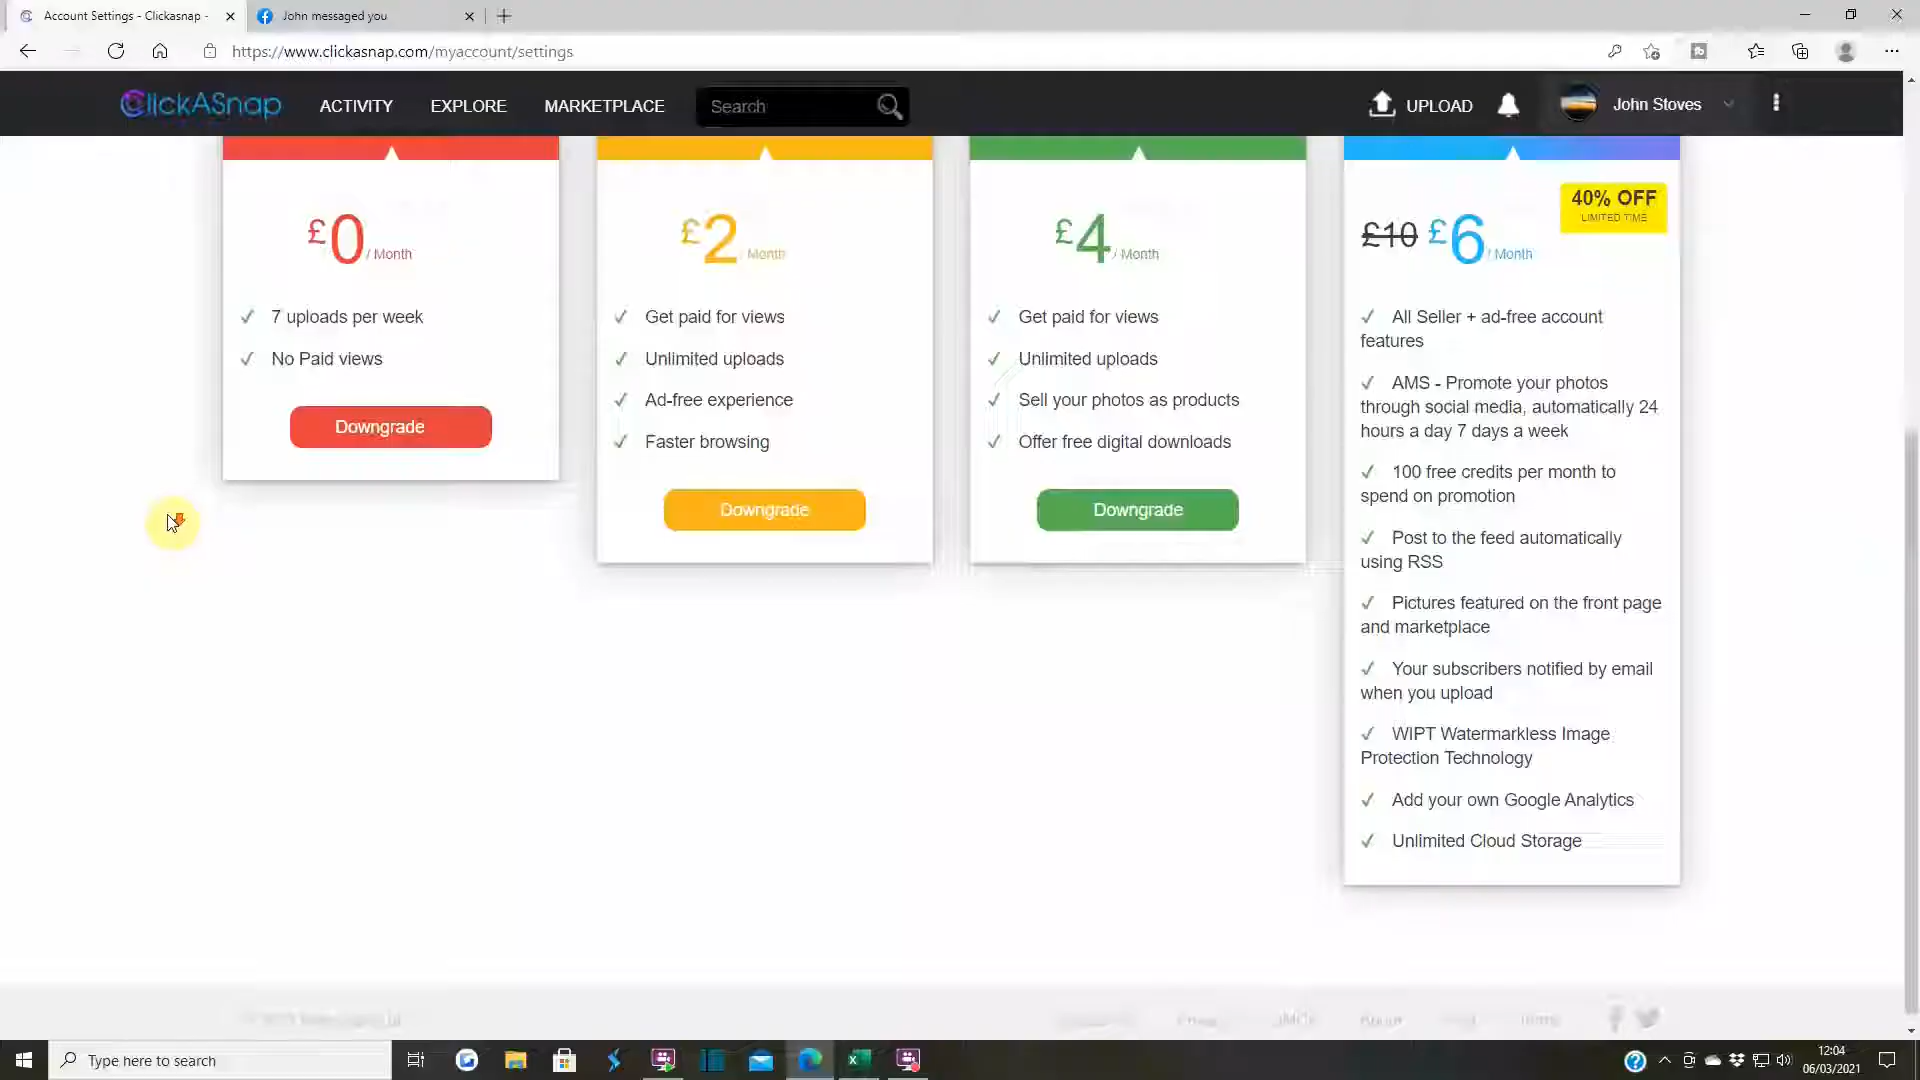 Account Settings - Clickasnap -
John messaged you
https://www.clickasnap.com/myaccount/settings
ClickASnap
ACTIVITY
EXPLORE
MARKETPLACE
Search
UPLOAD
John Stoves
£0 / Month
✓ 7 uploads per week
✓ No Paid views
Downgrade
£2 / Month
✓ Get paid for views
✓ Unlimited uploads
✓ Ad-free experience
✓ Faster browsing
Downgrade
£4 / Month
✓ Get paid for views
✓ Unlimited uploads
✓ Sell your photos as products
✓ Offer free digital downloads
Downgrade
40% OFF
LIMITED TIME
£10 £6 / Month
✓ All Seller + ad-free account
features
✓ AMS - Promote your photos
through social media, automatically 24
hours a day 7 days a week
✓ 100 free credits per month to
spend on promotion
✓ Post to the feed automatically
using RSS
✓ Pictures featured on the front page
and marketplace
✓ Your subscribers notified by email
when you upload
✓ WIPT Watermarkless Image
Protection Technology
✓ Add your own Google Analytics
✓ Unlimited Cloud Storage
Type here to search
12:04
06/03/2021